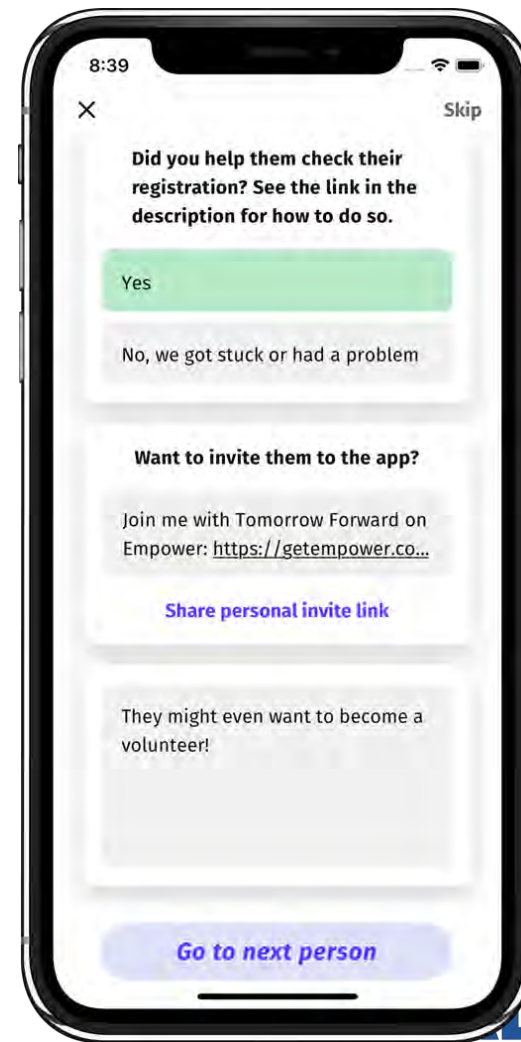 8:39
Skip
Did you help them check their
registration? See the link in the
description for how to do so.
Yes
No, we got stuck or had a problem
Want to invite them to the app?
Join me with Tomorrow Forward on
Empower: https://getempower.co...
Share personal invite link
They might even want to become a
volunteer!
Go to next person